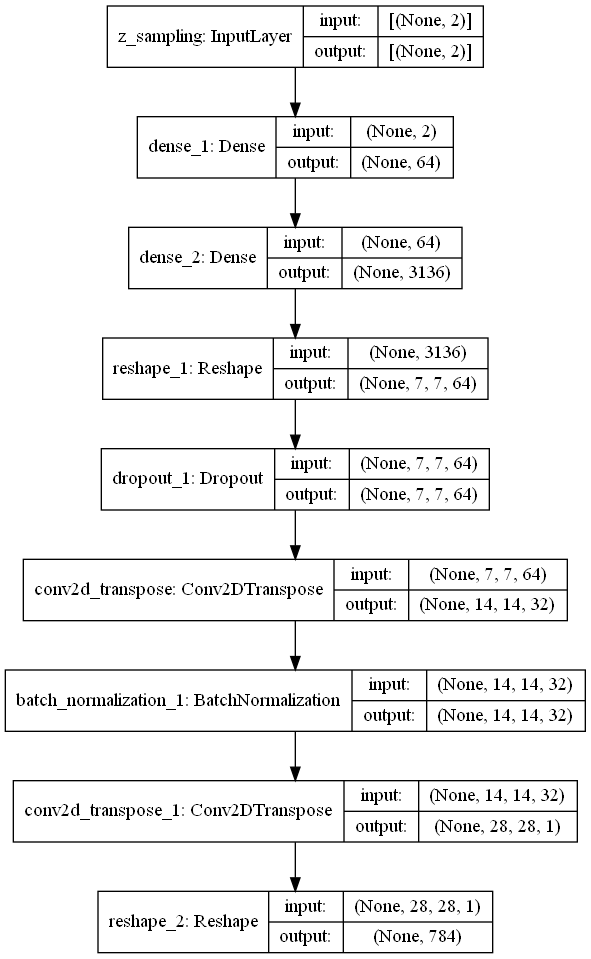 z_sampling: InputLayer
input: [(None, 2)]
output: [(None, 2)]
dense_1: Dense
input: (None, 2)
output: (None, 64)
dense_2: Dense
input: (None, 64)
output: (None, 3136)
reshape_1: Reshape
input: (None, 3136)
output: (None, 7, 7, 64)
dropout_1: Dropout
input: (None, 7, 7, 64)
output: (None, 7, 7, 64)
conv2d_transpose: Conv2DTranspose
input: (None, 7, 7, 64)
output: (None, 14, 14, 32)
batch_normalization_1: BatchNormalization
input: (None, 14, 14, 32)
output: (None, 14, 14, 32)
conv2d_transpose_1: Conv2DTranspose
input: (None, 14, 14, 32)
output: (None, 28, 28, 1)
reshape_2: Reshape
input: (None, 28, 28, 1)
output: (None, 784)